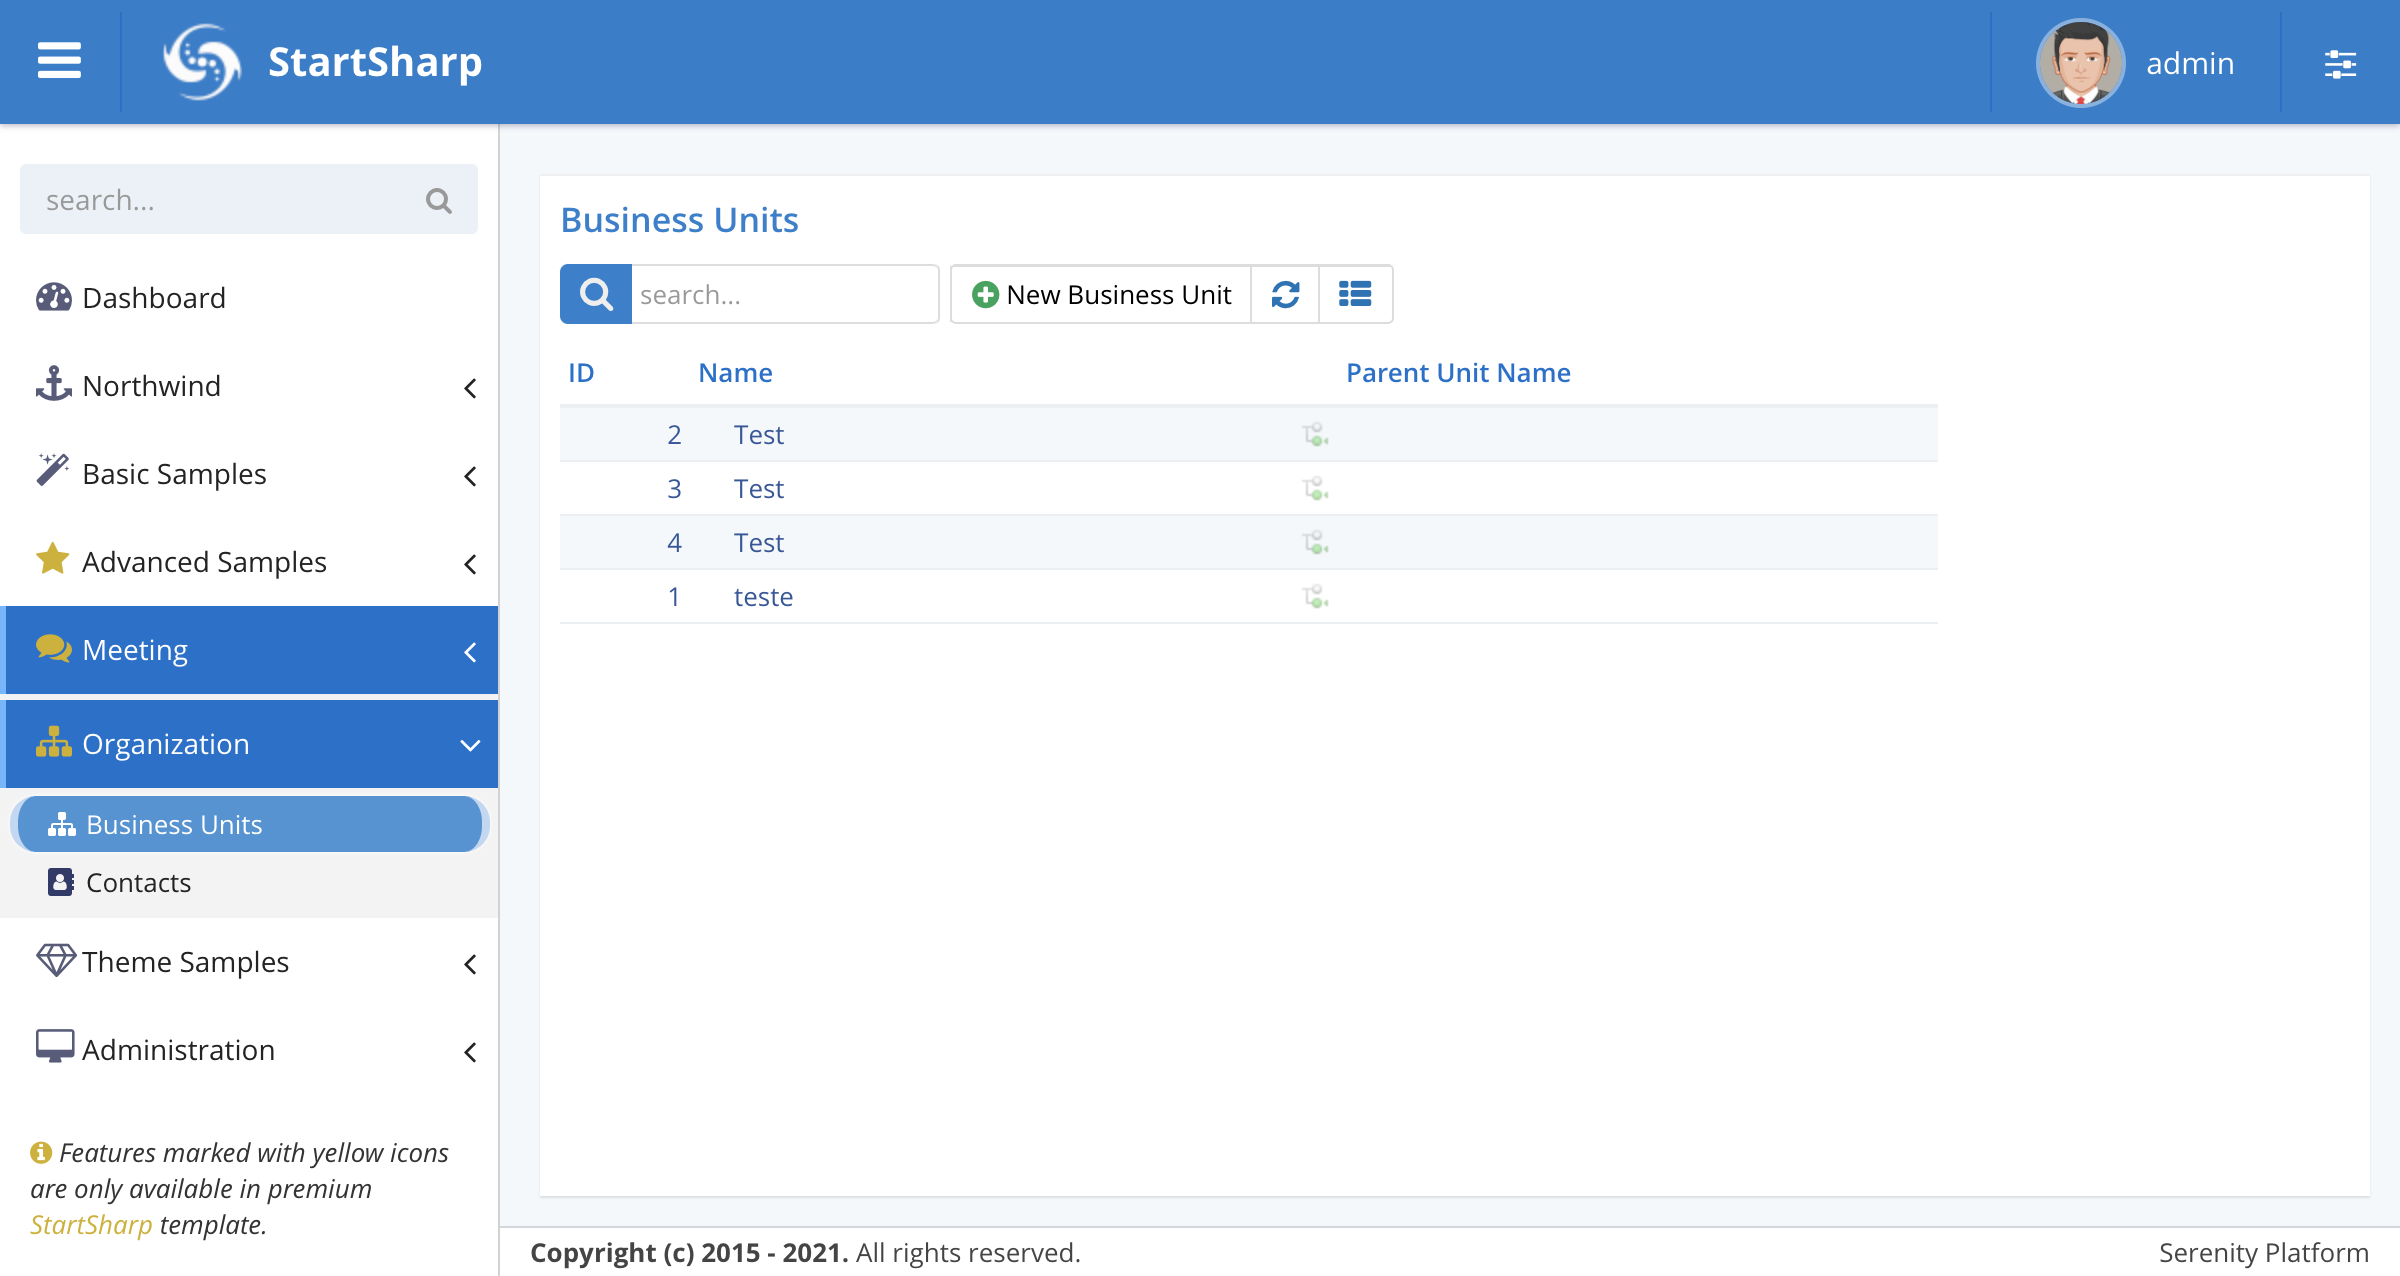 StartSharp
admin
search...
Dashboard
Northwind
Basic Samples
Advanced Samples
Meeting
Organization
Business Units
Contacts
Theme Samples
Administration
Features marked with yellow icons
are only available in premium
StartSharp template.
Business Units
search...
New Business Unit
ID Name Parent Unit Name
2 Test
3 Test
4 Test
1 teste
Copyright (c) 2015 - 2021. All rights reserved.
Serenity Platform